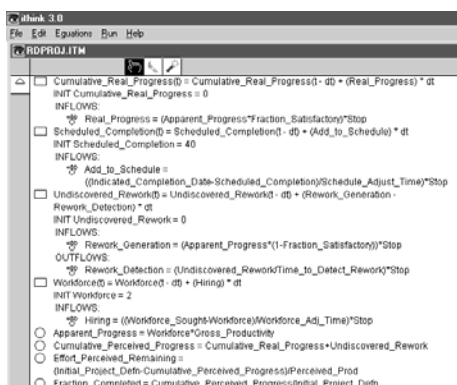 ithink 3.0
File Edit Equations Run Help
RDPROJ.ITM
Cumulative_Real_Progress(t) = Cumulative_Real_Progress(t - dt) + (Real_Progress) * dt
INIT Cumulative_Real_Progress = 0
INFLOWS:
Real_Progress = (Apparent_Progress*Fraction_Satisfactory)*Stop
Scheduled_Completion(t) = Scheduled_Completion(t - dt) + (Add_to_Schedule) * dt
INIT Scheduled_Completion = 40
INFLOWS:
Add_to_Schedule =
((Indicated_Completion_Date-Scheduled_Completion)/Schedule_Adjust_Time)*Stop
Undiscovered_Rework(t) = Undiscovered_Rework(t - dt) + (Rework_Generation -
Rework_Detection) * dt
INIT Undiscovered_Rework = 0
INFLOWS:
Rework_Generation = (Apparent_Progress*(1-Fraction_Satisfactory))*Stop
OUTFLOWS:
Rework_Detection = (Undiscovered_Rework/Time_to_Detect_Rework)*Stop
Workforce(t) = Workforce(t - dt) + (Hiring) * dt
INIT Workforce = 2
INFLOWS:
Hiring = ((Workforce_Sought-Workforce)/Workforce_Adj_Time)*Stop
Apparent_Progress = Workforce*Gross_Productivity
Cumulative_Perceived_Progress = Cumulative_Real_Progress+Undiscovered_Rework
Effort_Perceived_Remaining =
(Initial_Project_Defn-Cumulative_Perceived_Progress)/Perceived_Prod
Fraction_Completed = Cumulative_Perceived_Progress/Initial_Project_Defn